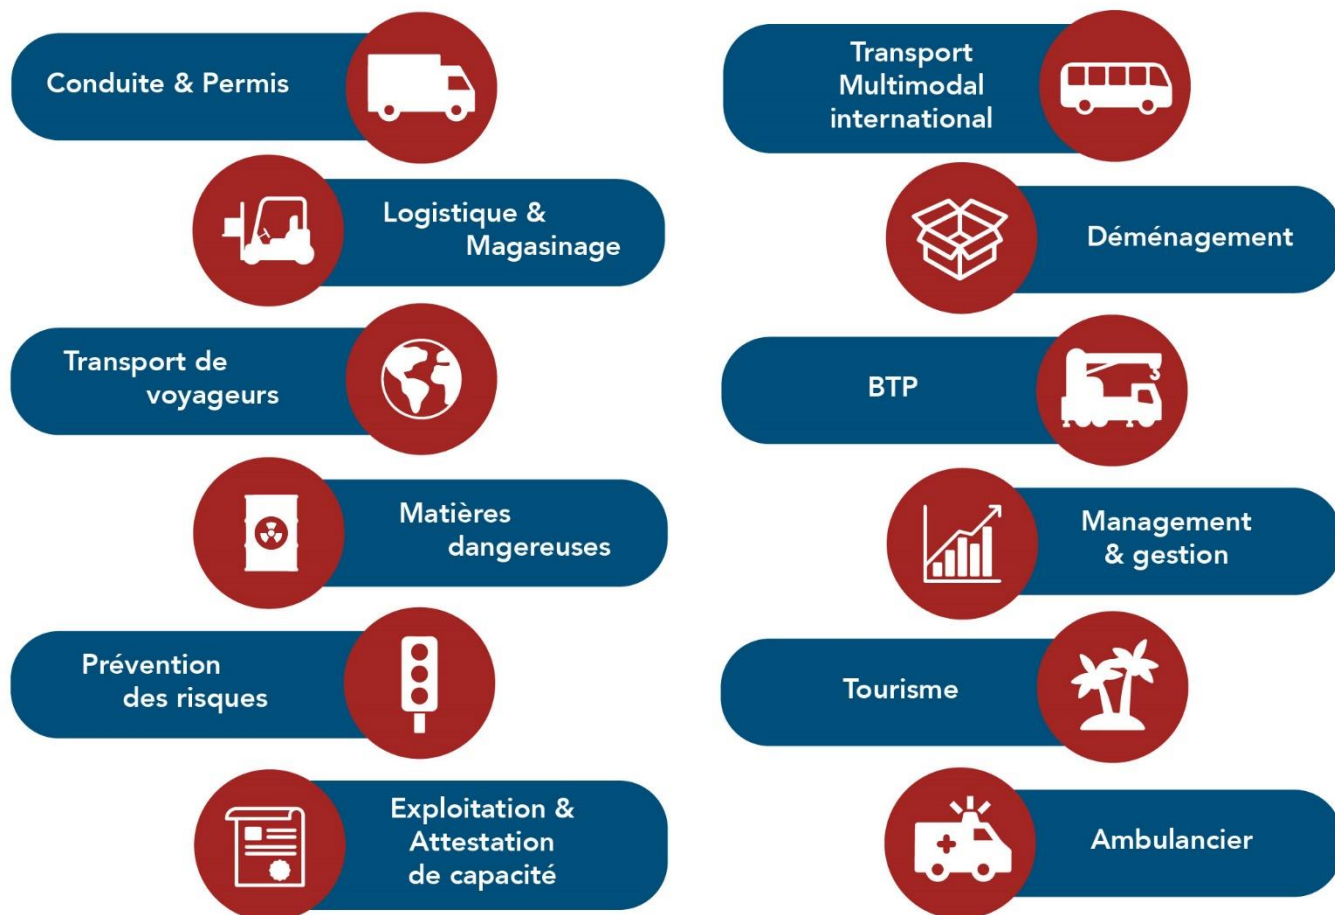 Conduite & Permis
Logistique &
Magasinage
Transport de
voyageurs
Matières
dangereuses
Prévention
des risques
Exploitation &
Attestation
de capacité
Transport
Multimodal
international
Déménagement
BTP
Management
& gestion
Tourisme
Ambulancier